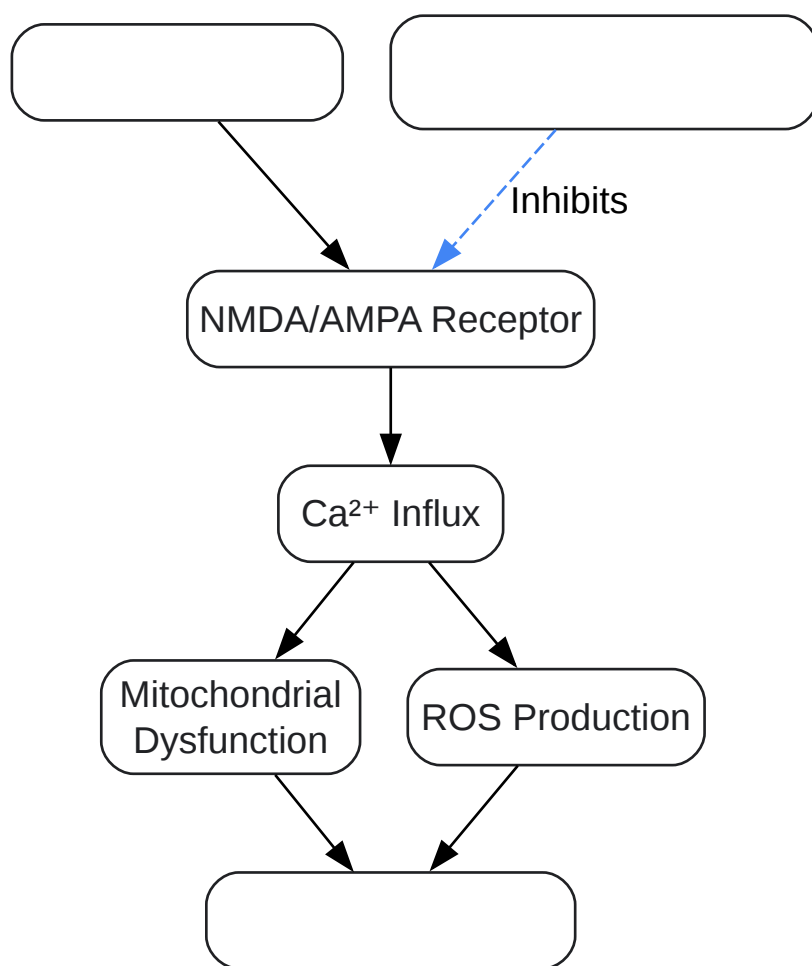 Inhibits
NMDA/AMPA Receptor
Ca²⁺ Influx
Mitochondrial
Dysfunction
ROS Production